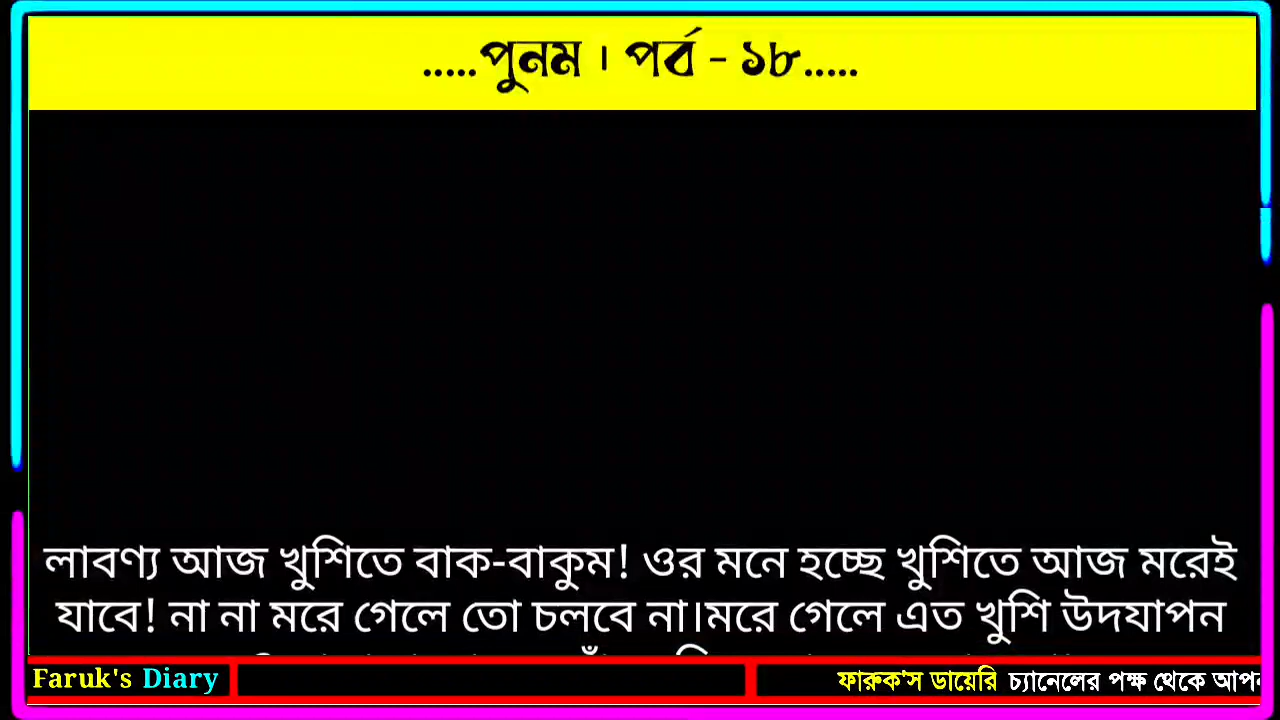 .....পুনম । পর্ব - ১৮.....
লাবণ্য আজ খুশিতে বাক-বাকুম! ওর মনে হচ্ছে খুশিতে আজ মরেই
যাবে! না না মরে গেলে তো চলবে না।মরে গেলে এত খুশি উদযাপন
Faruk's Diary
ফারুক'স ডায়েরি চ্যানেলের পক্ষ থেকে